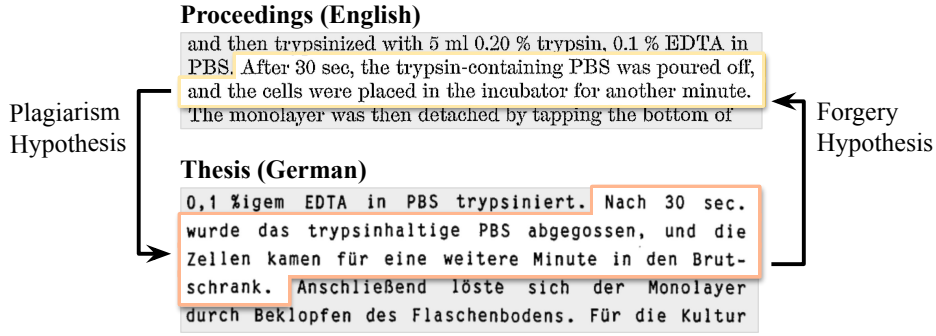 Proceedings (English)
and then trypsinized with 5 ml 0.20 % trypsin, 0.1 % EDTA in
PBS. After 30 sec, the trypsin-containing PBS was poured off,
and the cells were placed in the incubator for another minute.
The monolayer was then detached by tapping the bottom of
Plagiarism
Hypothesis
Forgery
Hypothesis
Thesis (German)
0,1 %igem EDTA in PBS trypsiniert. Nach 30 sec.
wurde das trypsinhaltige PBS abgegossen, und die
Zellen kamen für eine weitere Minute in den Brut-
schrank. Anschließend löste sich der Monolayer
durch Beklopfen des Flaschenbodens. Für die Kultur